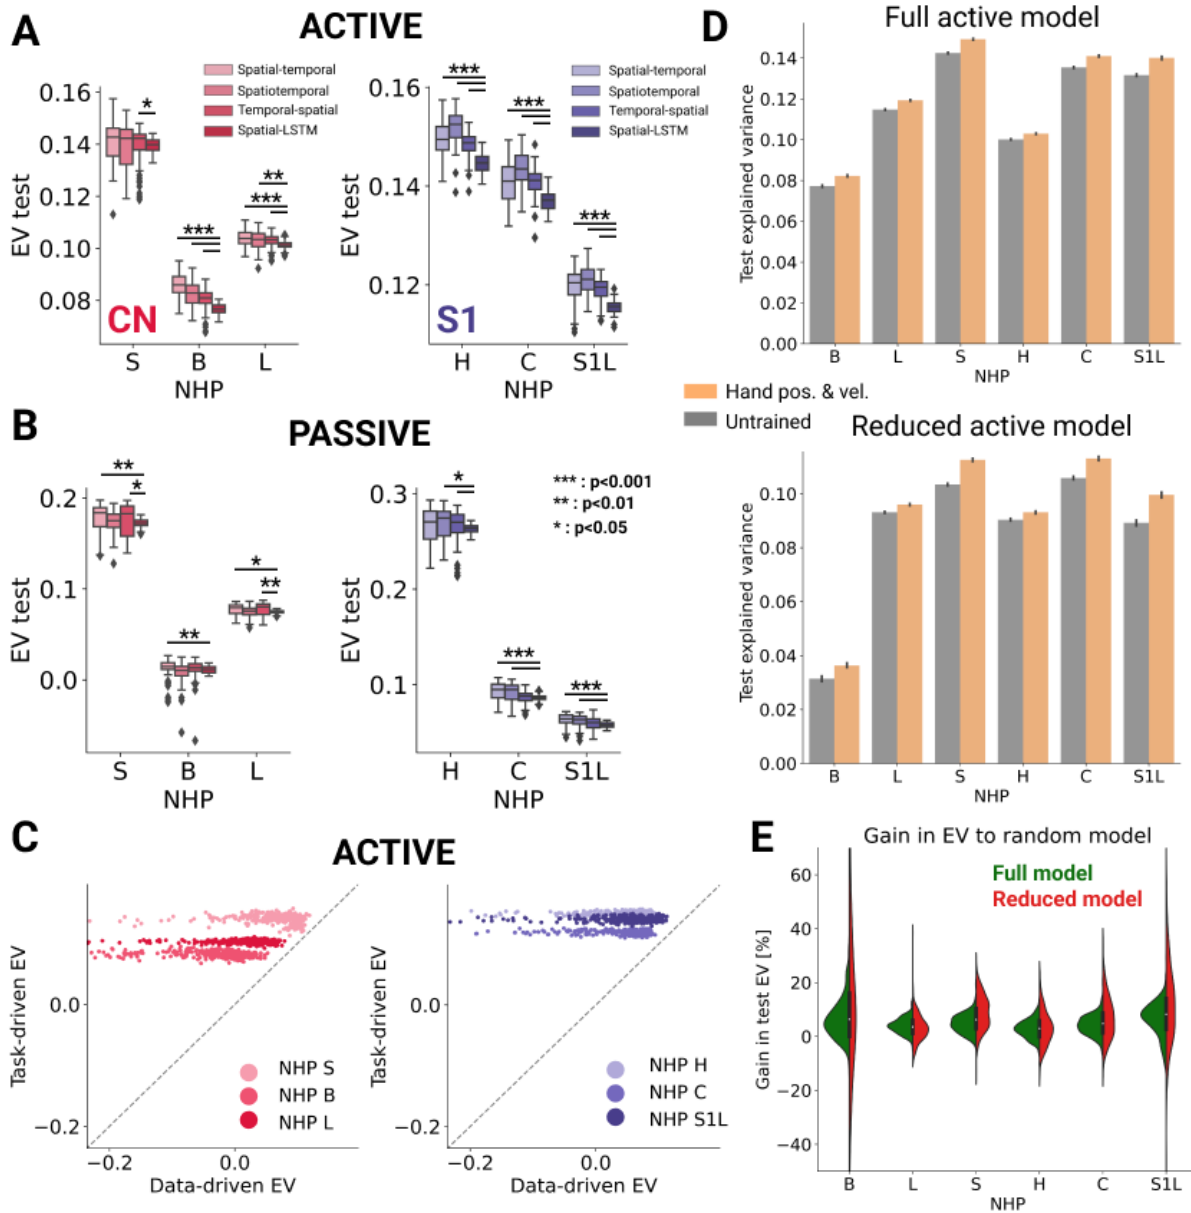 A
ACTIVE
Spatial-temporal
Spatiotemporal
Temporal-spatial
Spatial-LSTM
EV test
0.16
0.14
0.12
0.10
0.08
*
***
**
***
CN
S B L
NHP
Spatial-temporal
Spatiotemporal
Temporal-spatial
Spatial-LSTM
EV test
0.16
0.14
0.12
***
***
***
S1
H C S1L
NHP
B
PASSIVE
EV test
0.2
0.1
0.0
**
*
**
*
**
S B L
NHP
EV test
0.3
0.2
0.1
*
***
***
*** : p<0.001
** : p<0.01
* : p<0.05
H C S1L
NHP
C
ACTIVE
Task-driven EV
0.0
−0.2
NHP S
NHP B
NHP L
−0.2 0.0
Data-driven EV
Task-driven EV
0.0
−0.2
NHP H
NHP C
NHP S1L
−0.2 0.0
Data-driven EV
D
Full active model
Test explained variance
0.14
0.12
0.10
0.08
0.06
0.04
0.02
0.00
B L S H C S1L
NHP
Hand pos. & vel.
Untrained
Reduced active model
Test explained variance
0.10
0.08
0.06
0.04
0.02
0.00
B L S H C S1L
NHP
E
Gain in EV to random model
Full model
Reduced model
Gain in test EV [%]
60
40
20
0
−20
−40
B L S H C S1L
NHP